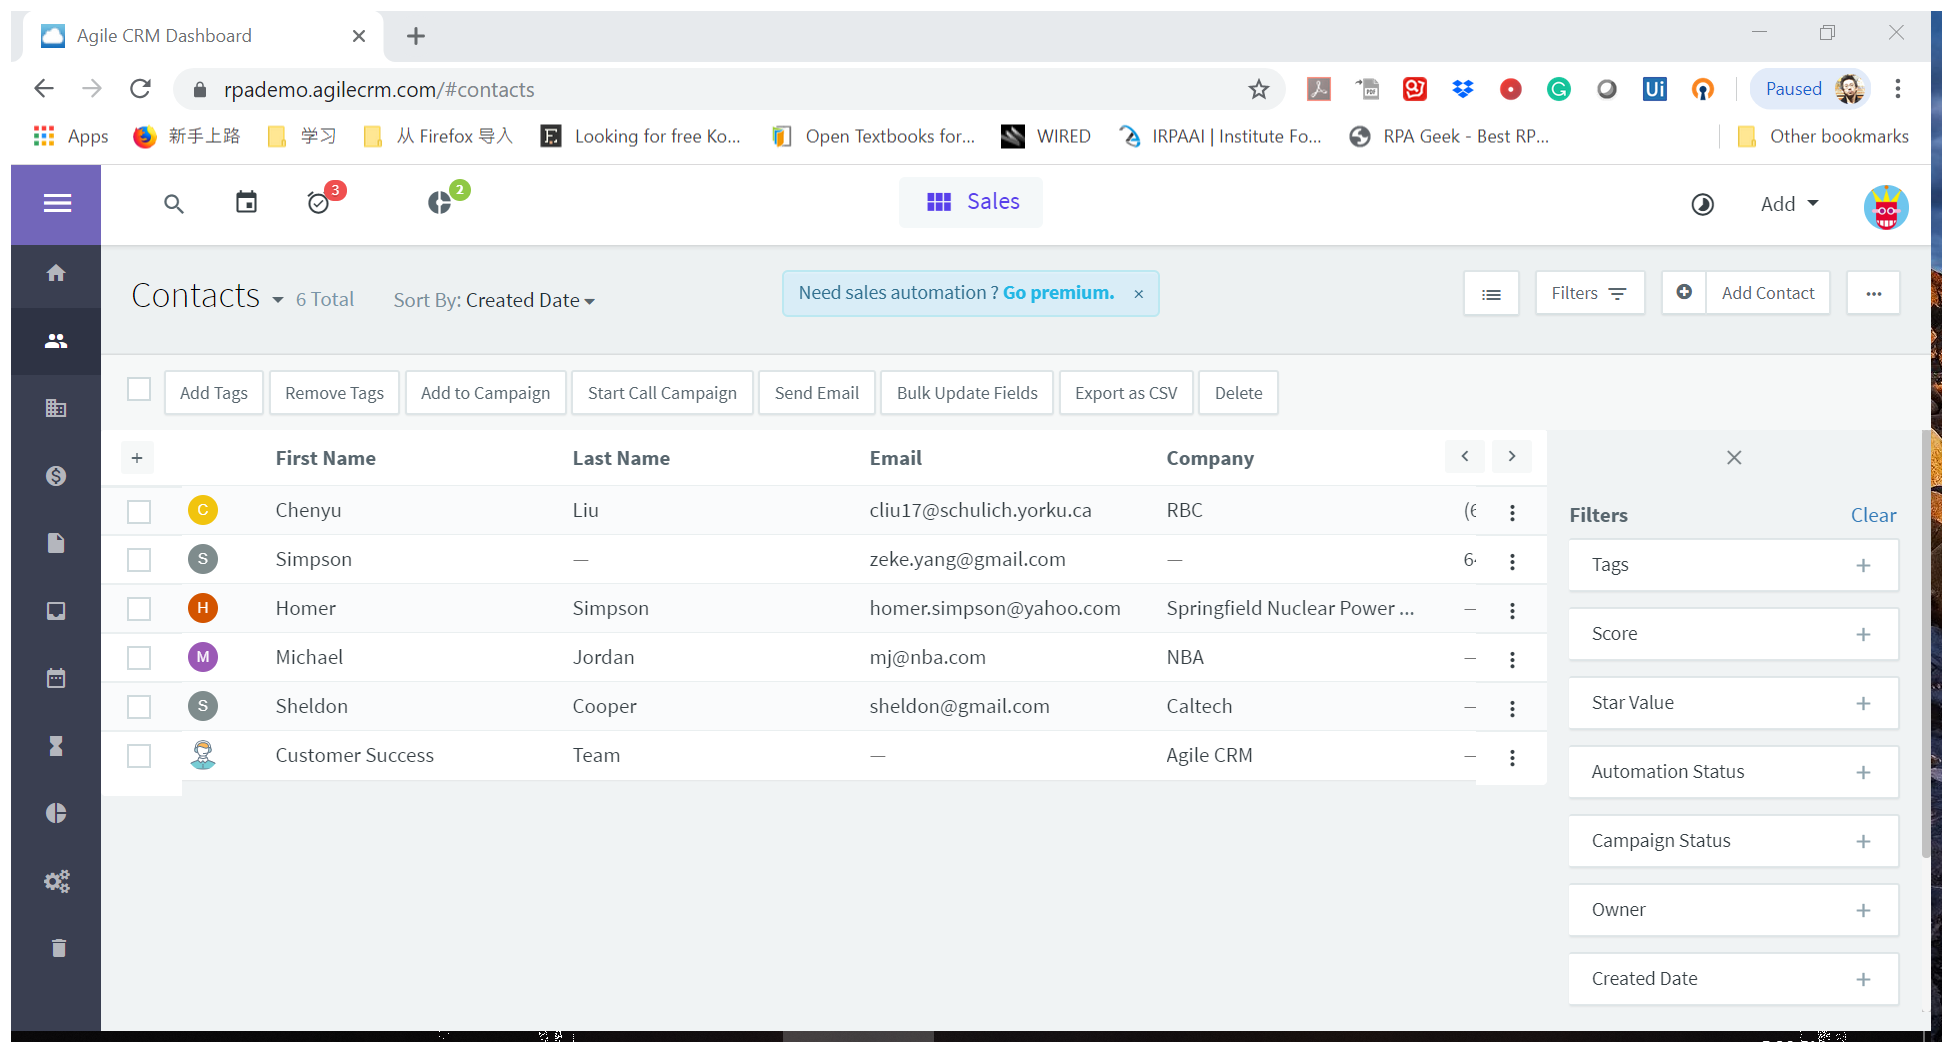 Agile CRM Dashboard
rpademo.agilecrm.com/#contacts
Paused
Apps 新手上路 学习 从 Firefox 导入 Looking for free Ko... Open Textbooks for... WIRED IRPAAI | Institute Fo... RPA Geek - Best RP... Other bookmarks
3 2 Sales Add
Contacts 6 Total Sort By: Created Date Need sales automation ? Go premium. × Filters Add Contact ...
Add Tags Remove Tags Add to Campaign Start Call Campaign Send Email Bulk Update Fields Export as CSV Delete
+ First Name Last Name Email Company < >
C Chenyu Liu cliu17@schulich.yorku.ca RBC (6
S Simpson — zeke.yang@gmail.com —
H Homer Simpson homer.simpson@yahoo.com Springfield Nuclear Power ... —
M Michael Jordan mj@nba.com NBA —
S Sheldon Cooper sheldon@gmail.com Caltech —
Customer Success Team — Agile CRM —
Filters Clear
Tags +
Score +
Star Value +
Automation Status +
Campaign Status +
Owner +
Created Date +